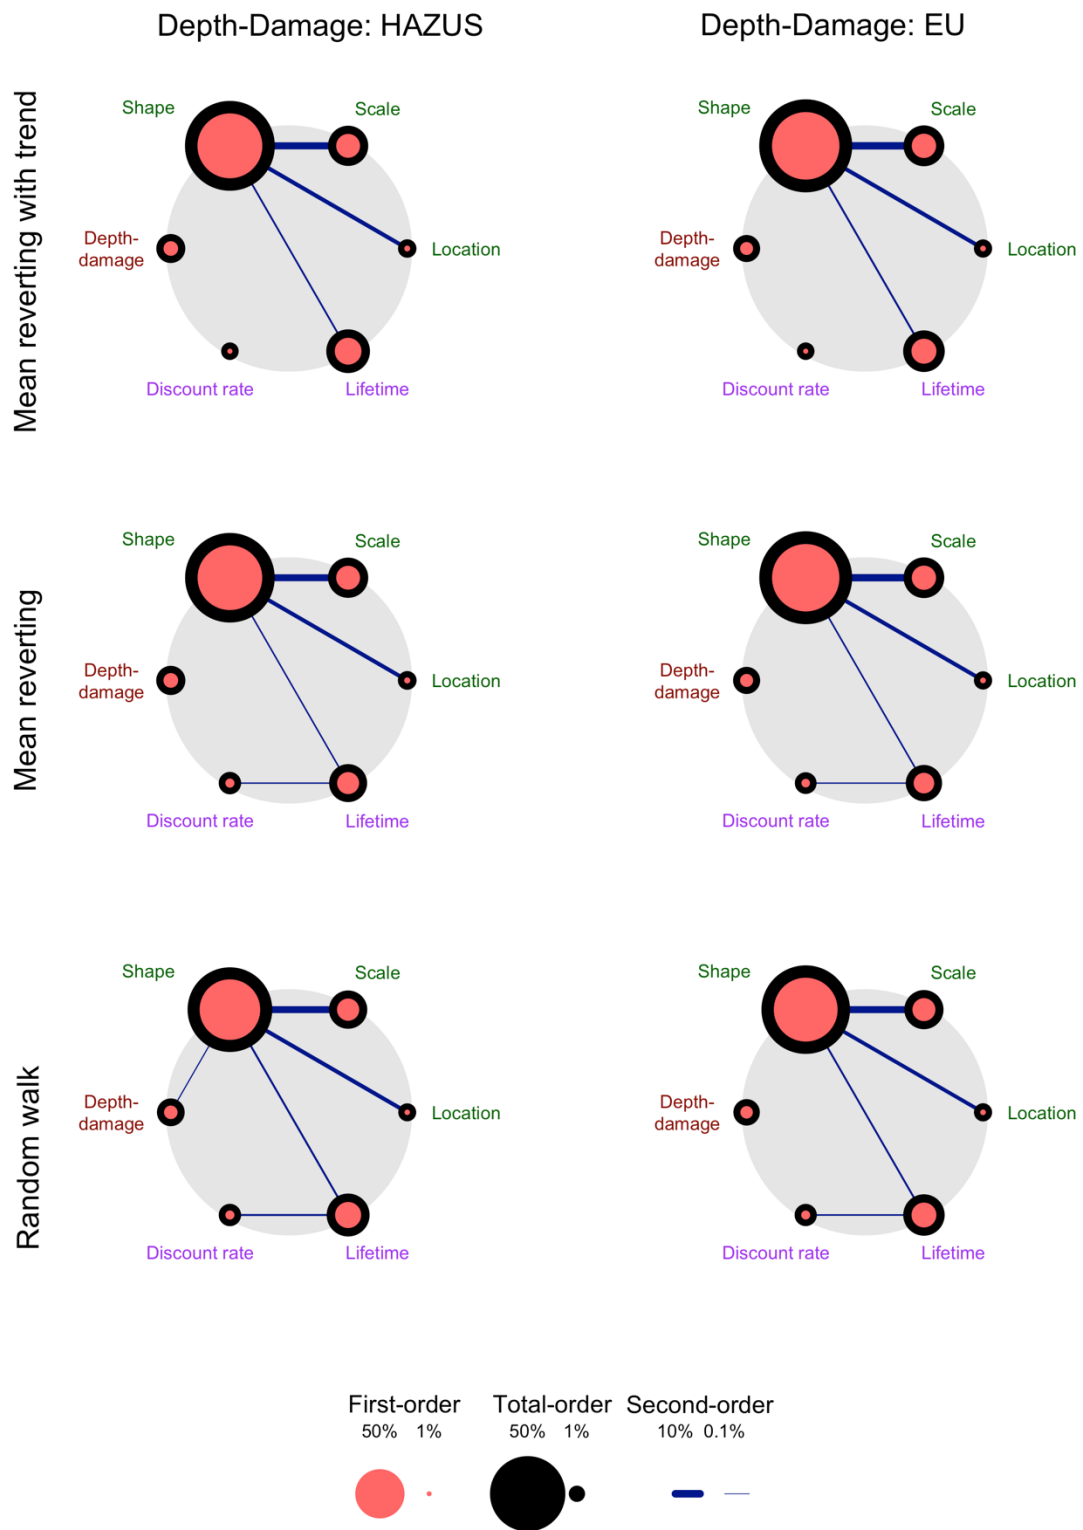 Depth-Damage: HAZUS
Depth-Damage: EU
Mean reverting with trend
Shape
Scale
Depth-
damage
Location
Discount rate
Lifetime
Shape
Scale
Depth-
damage
Location
Discount rate
Lifetime
Mean reverting
Shape
Scale
Depth-
damage
Location
Discount rate
Lifetime
Shape
Scale
Depth-
damage
Location
Discount rate
Lifetime
Random walk
Shape
Scale
Depth-
damage
Location
Discount rate
Lifetime
Shape
Scale
Depth-
damage
Location
Discount rate
Lifetime
First-order
50% 1%
Total-order
50% 1%
Second-order
10% 0.1%